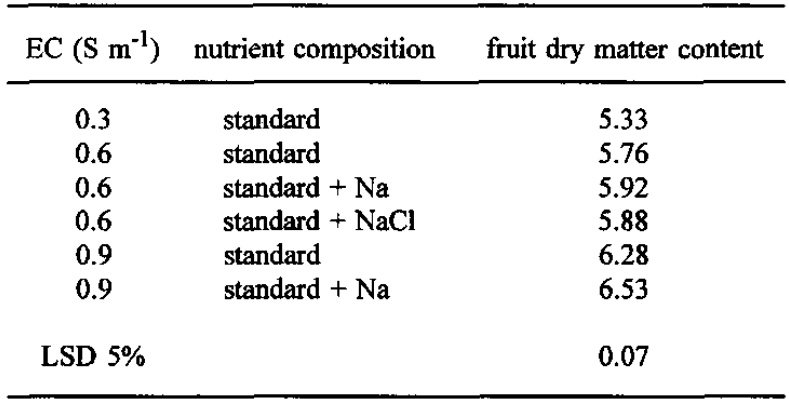 EC (S m⁻¹) nutrient composition fruit dry matter content
0.3 standard 5.33
0.6 standard 5.76
0.6 standard + Na 5.92
0.6 standard + NaCl 5.88
0.9 standard 6.28
0.9 standard + Na 6.53
LSD 5% 0.07